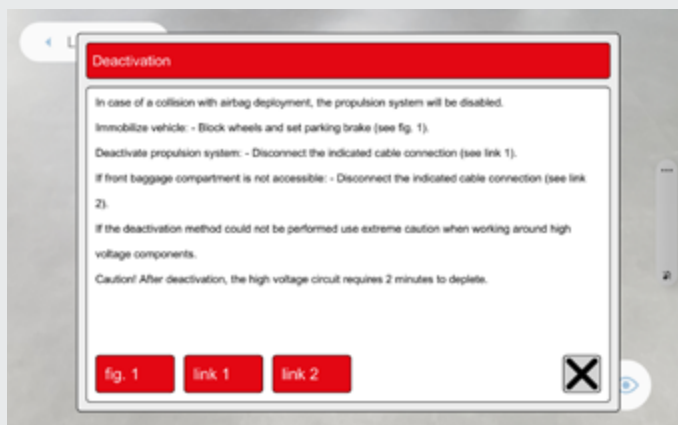 L
Deactivation
In case of a collision with airbag deployment, the propulsion system will be disabled.
Immobilize vehicle: - Block wheels and set parking brake (see fig. 1).
Deactivate propulsion system: - Disconnect the indicated cable connection (see link 1).
If front baggage compartment is not accessible: - Disconnect the indicated cable connection (see link
2).
If the deactivation method could not be performed use extreme caution when working around high
voltage components.
Caution! After deactivation, the high voltage circuit requires 2 minutes to deplete.
fig. 1 link 1 link 2